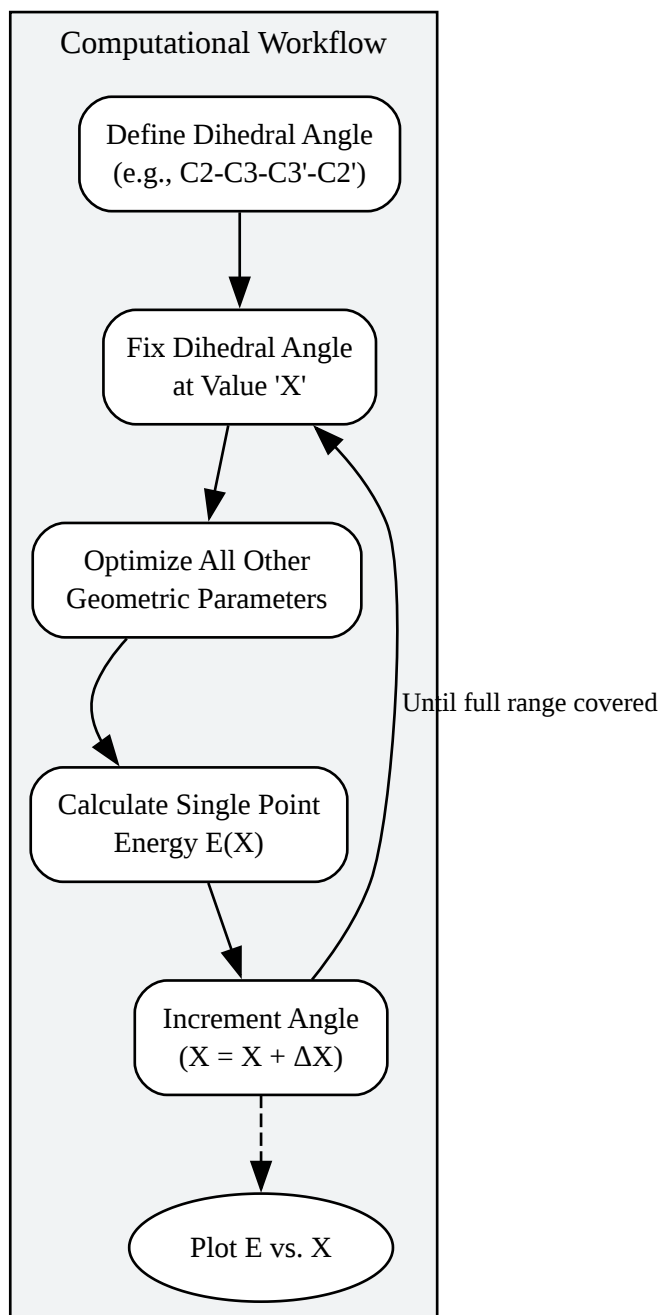 Computational Workflow
Define Dihedral Angle
(e.g., C2-C3-C3'-C2')
Fix Dihedral Angle
at Value 'X'
Optimize All Other
Geometric Parameters
Until full range covered
Calculate Single Point
Energy E(X)
Increment Angle
(X = X + ΔX)
Plot E vs. X